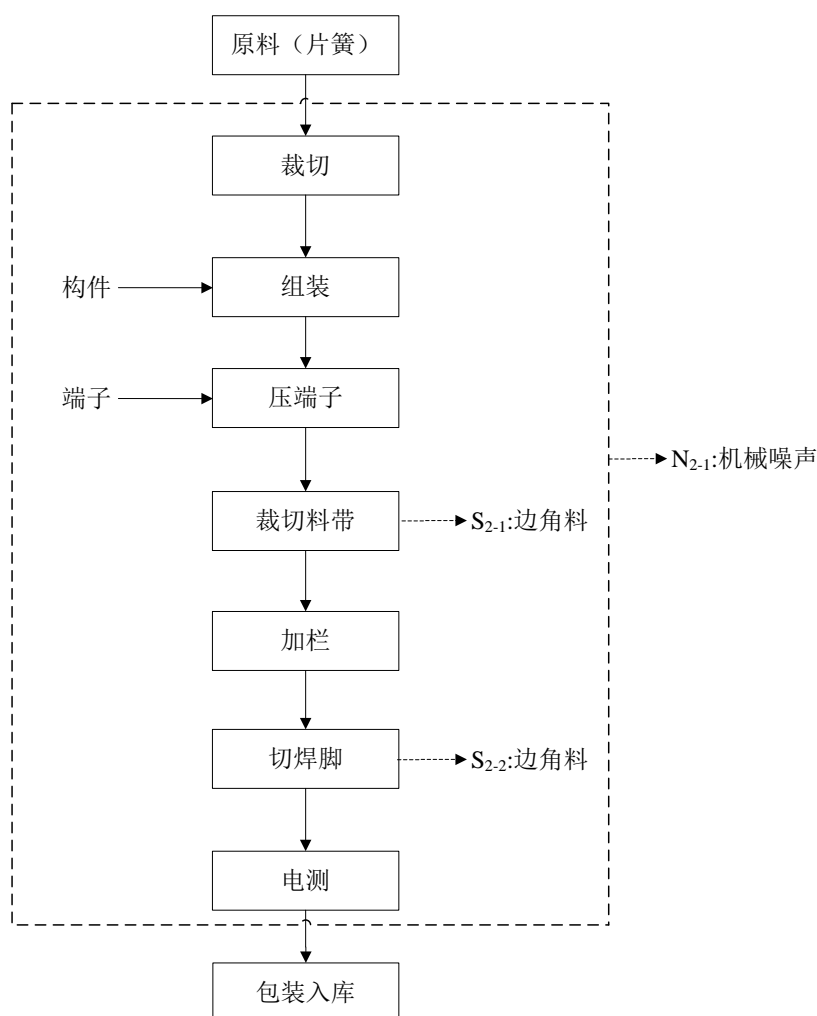 原料（片簧）
裁切
构件
组装
端子
压端子
N2-1:机械噪声
裁切料带
S2-1:边角料
加栏
切焊脚
S2-2:边角料
电测
包装入库